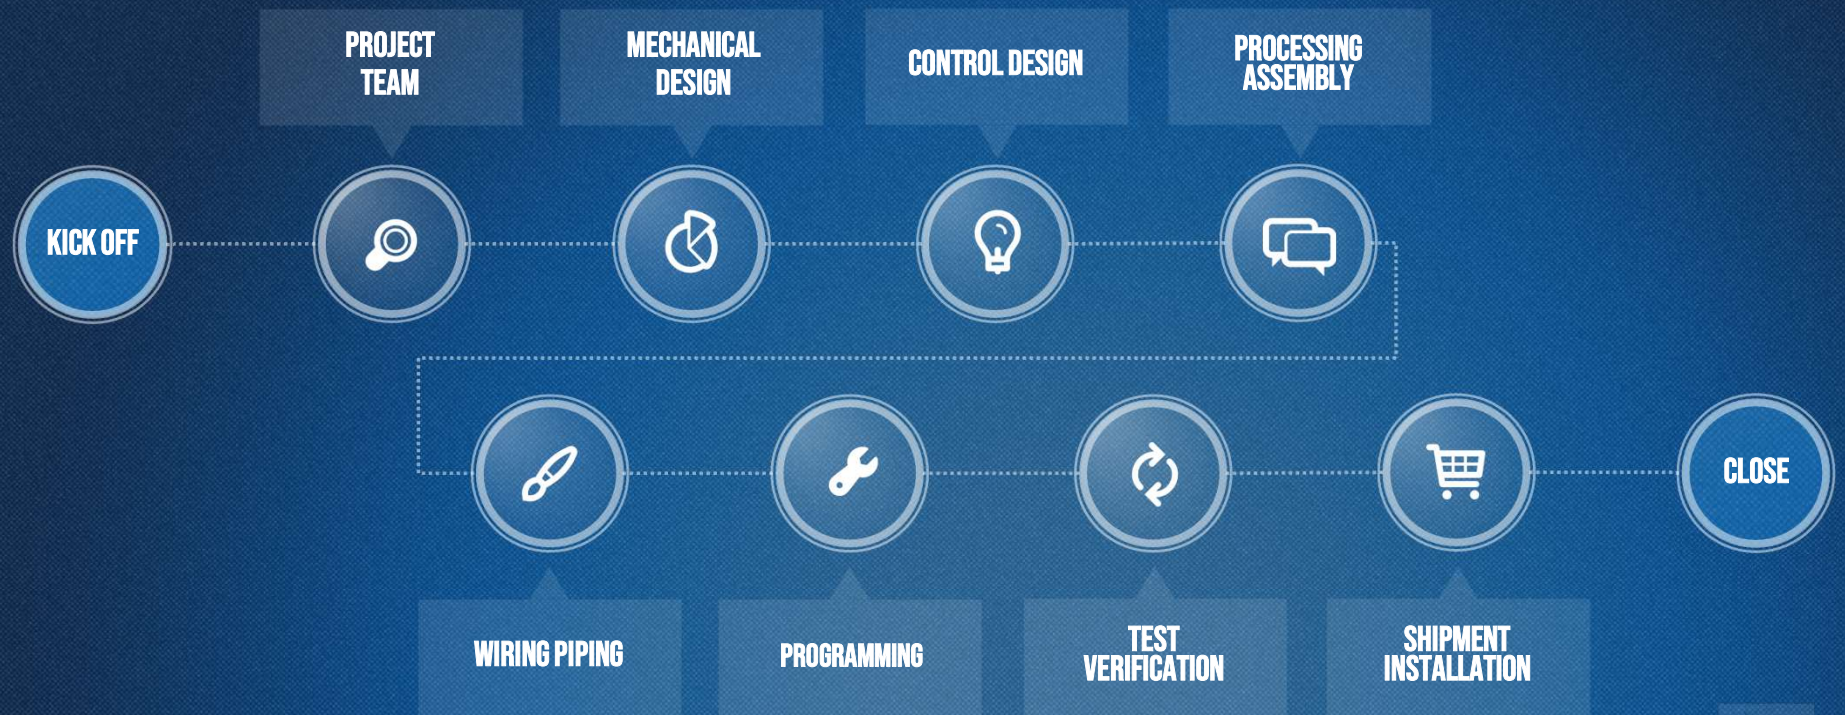 PROJECT
TEAM
MECHANICAL
DESIGN
CONTROL DESIGN
PROCESSING
ASSEMBLY
KICK OFF
WIRING PIPING
PROGRAMMING
TEST
VERIFICATION
SHIPMENT
INSTALLATION
CLOSE